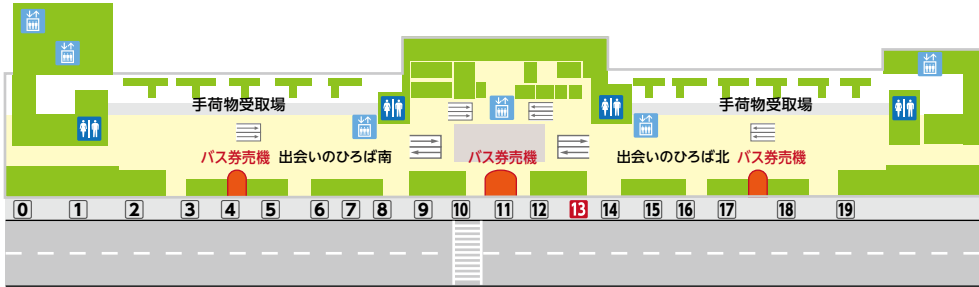 手荷物受取場 手荷物受取場
バス券売機 出会いのひろば南 バス券売機 出会いのひろば北 バス券売機
0 1 2 3 4 5 6 7 8 9 10 11 12 13 14 15 16 17 18 19